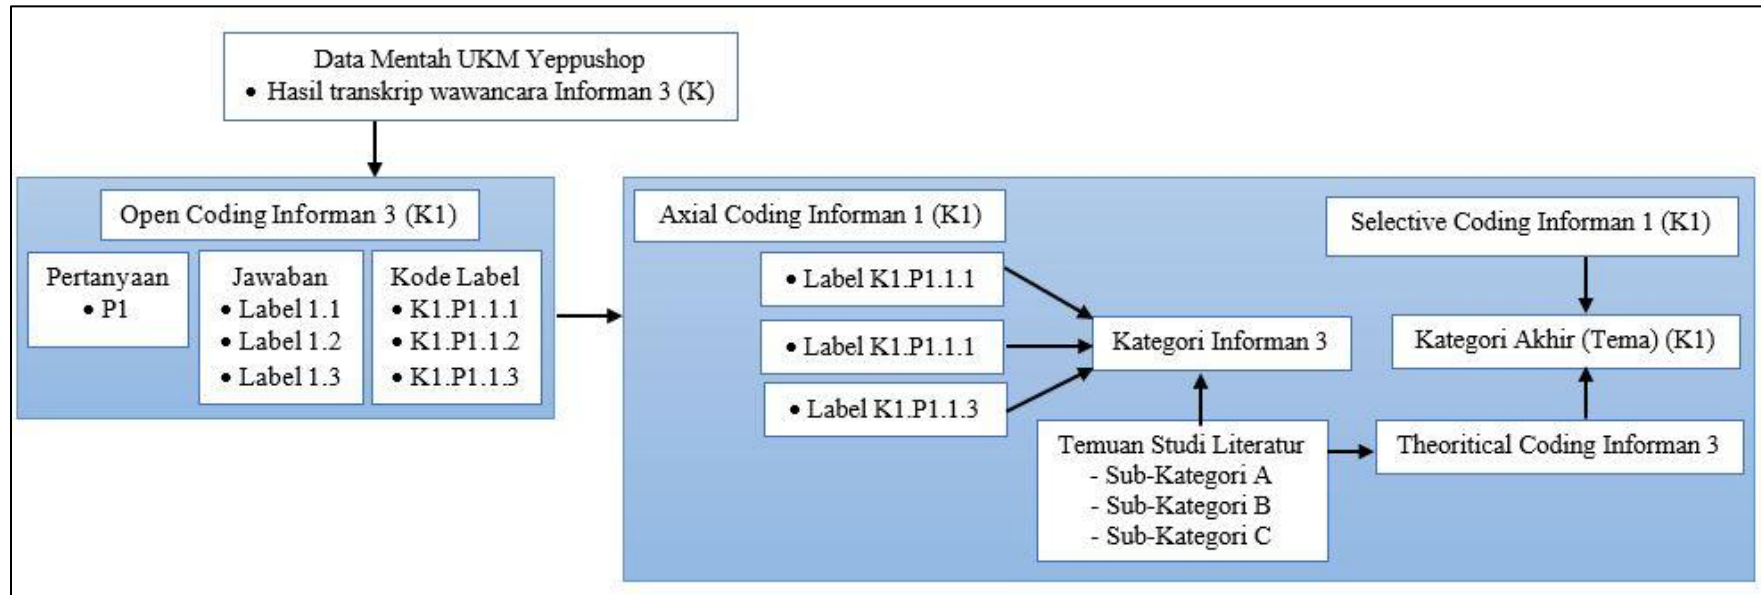 Data Mentah UKM Yeppushop
• Hasil transkrip wawancara Informan 3 (K)
Open Coding Informan 3 (K1)
Pertanyaan
• P1
Jawaban
• Label 1.1
• Label 1.2
• Label 1.3
Kode Label
• K1.P1.1.1
• K1.P1.1.2
• K1.P1.1.3
Axial Coding Informan 1 (K1)
• Label K1.P1.1.1
• Label K1.P1.1.1
• Label K1.P1.1.3
Kategori Informan 3
Temuan Studi Literatur
- Sub-Kategori A
- Sub-Kategori B
- Sub-Kategori C
Selective Coding Informan 1 (K1)
Kategori Akhir (Tema) (K1)
Theoritical Coding Informan 3